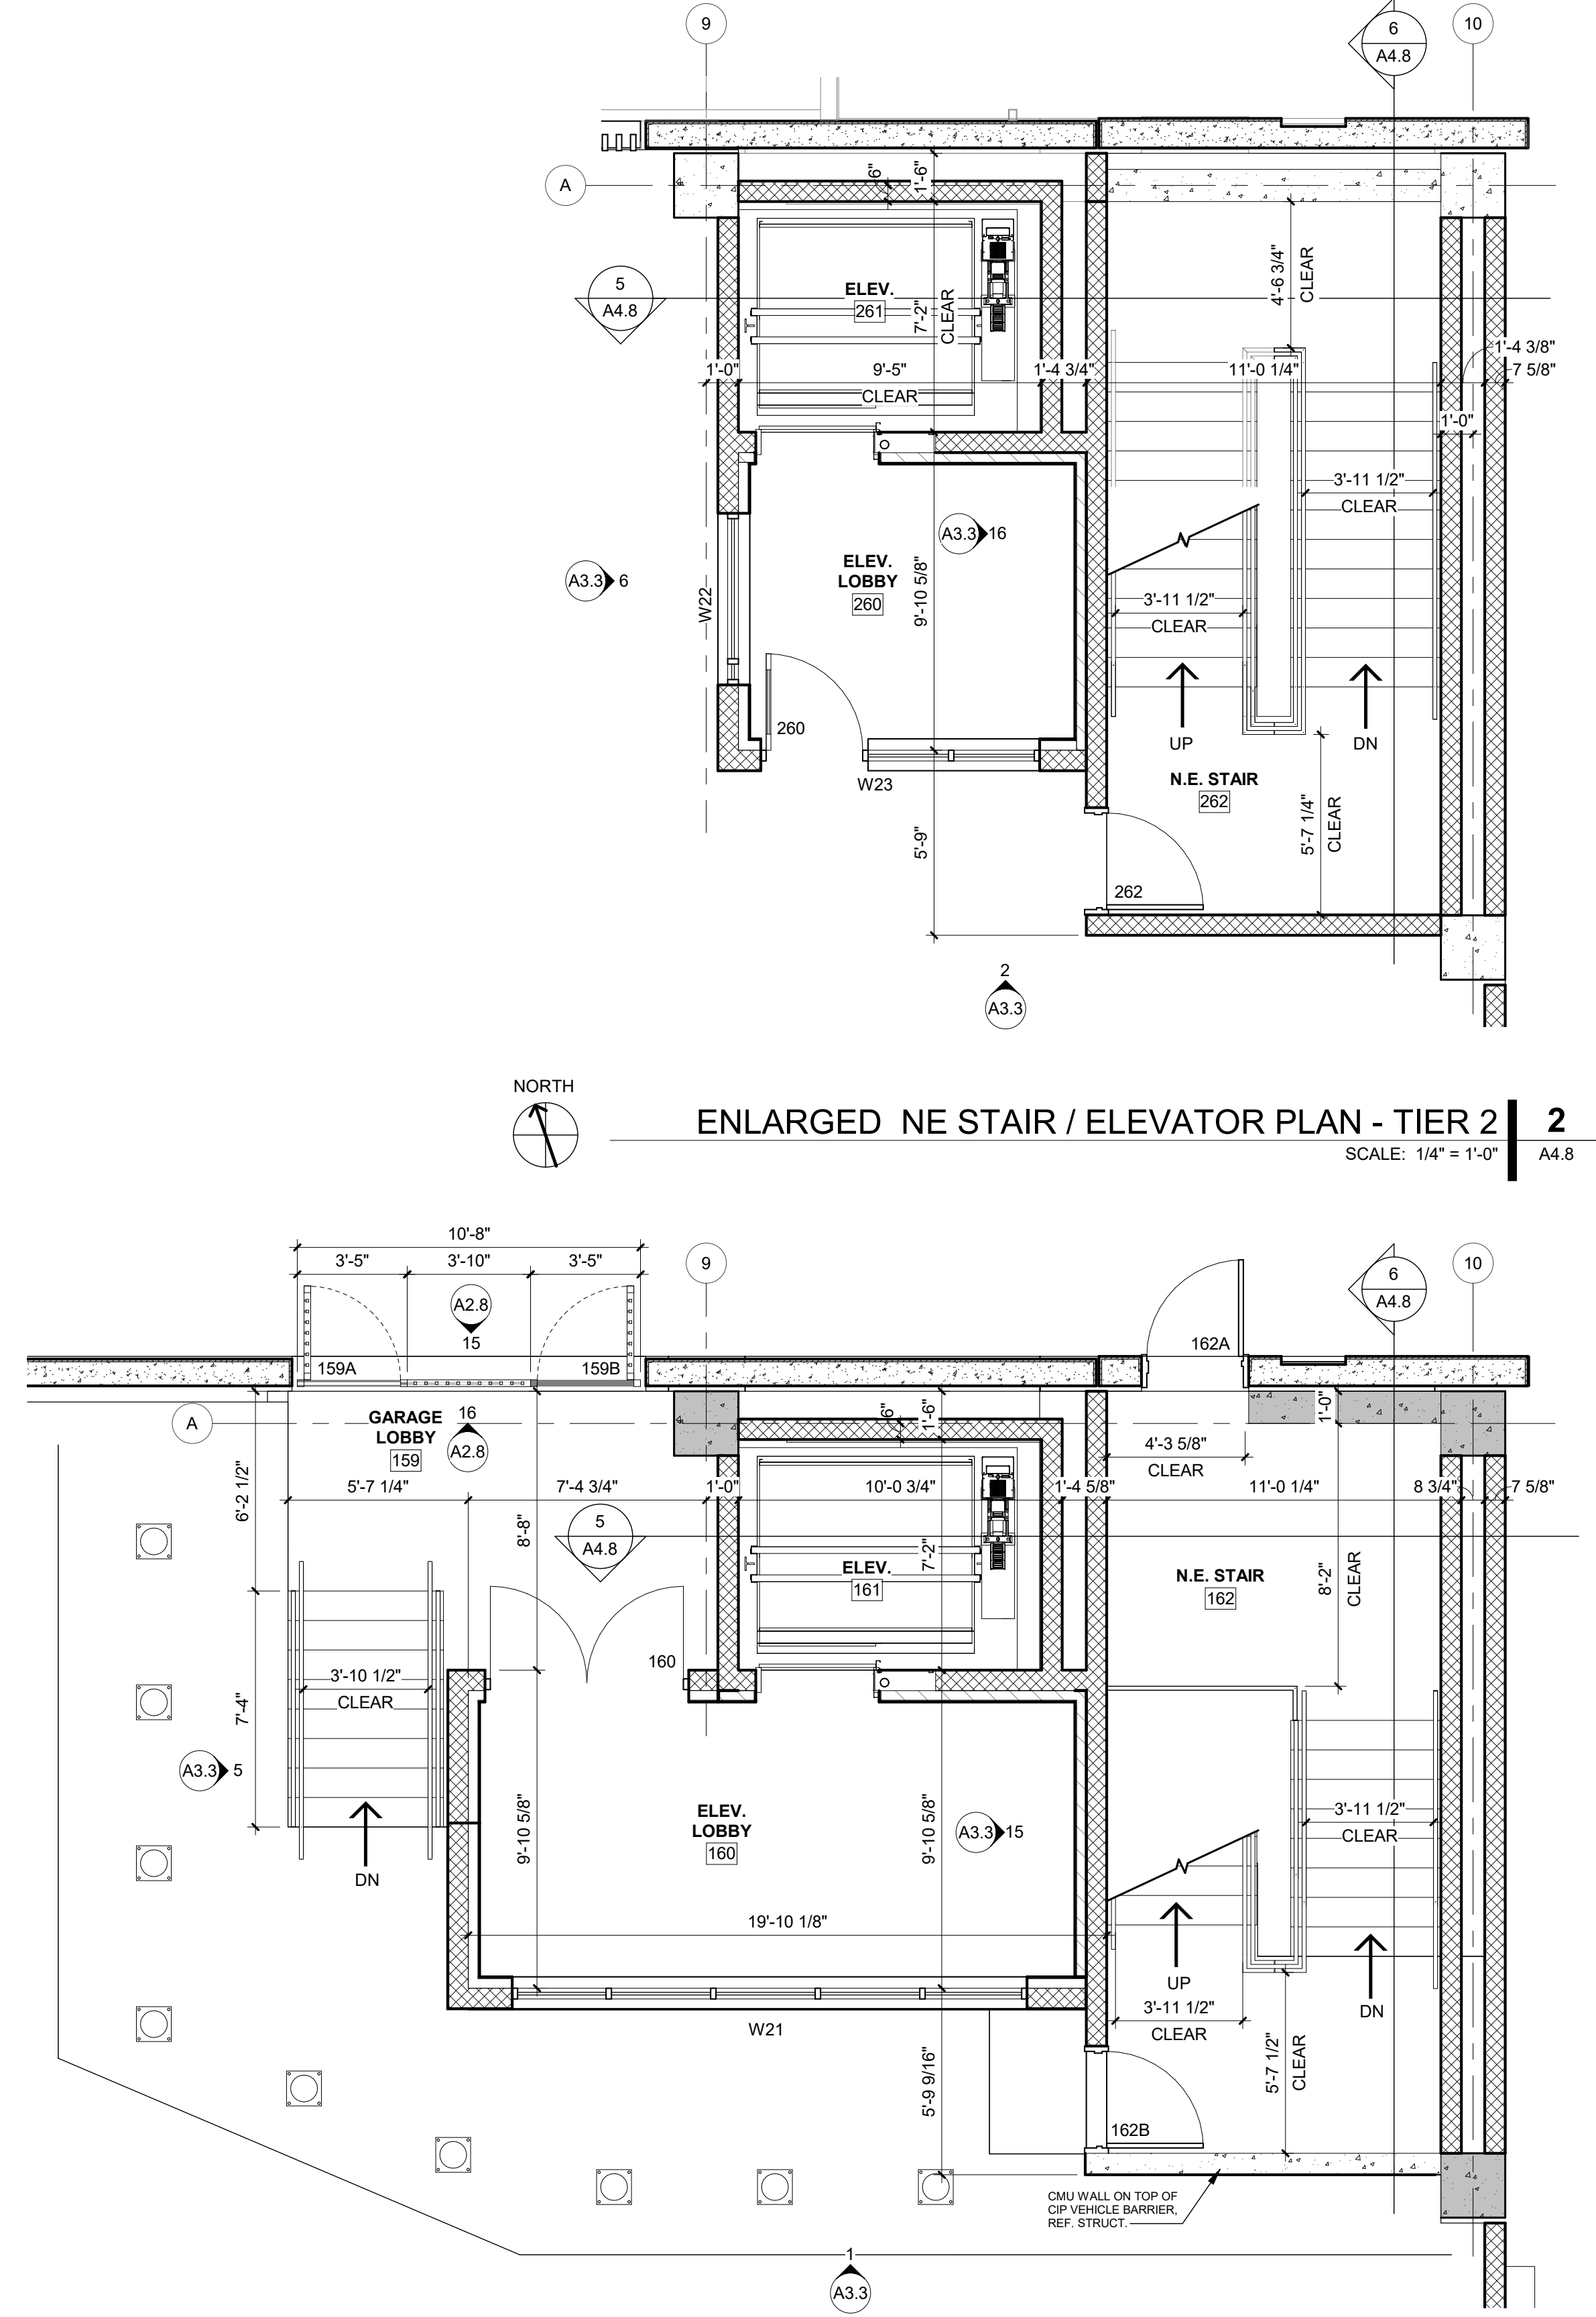 9
6
A4.8
10
A
6"
1'-6"
5
A4.8
ELEV.
261
7'-2"
CLEAR
4'-6 3/4"
CLEAR
1'-0"
9'-5"
CLEAR
1'-4 3/4"
11'-0 1/4"
1'-4 3/8"
7 5/8"
1'-0"
3'-11 1/2"
CLEAR
A3.3
16
A3.3
6
W22
ELEV.
LOBBY
260
9'-10 5/8"
3'-11 1/2"
CLEAR
260
UP
DN
W23
N.E. STAIR
262
5'-9"
5'-7 1/4"
CLEAR
262
2
A3.3
NORTH
ENLARGED NE STAIR / ELEVATOR PLAN - TIER 2
2
SCALE: 1/4" = 1'-0"
A4.8
10'-8"
3'-5"
3'-10"
3'-5"
A2.8
15
9
6
A4.8
10
159A
159B
162A
A
GARAGE
LOBBY
159
16
A2.8
6"
1'-6"
1'-0"
4'-3 5/8"
CLEAR
5'-7 1/4"
7'-4 3/4"
1'-0"
10'-0 3/4"
1'-4 5/8"
11'-0 1/4"
8 3/4"
7 5/8"
6'-2 1/2"
8'-8"
5
A4.8
7'-2"
ELEV.
161
N.E. STAIR
162
8'-2"
CLEAR
160
3'-10 1/2"
CLEAR
7'-4"
A3.3
5
DN
ELEV.
LOBBY
160
9'-10 5/8"
9'-10 5/8"
A3.3
15
3'-11 1/2"
CLEAR
19'-10 1/8"
UP
DN
3'-11 1/2"
CLEAR
W21
5'-9 9/16"
5'-7 1/2"
CLEAR
162B
CMU WALL ON TOP OF
CIP VEHICLE BARRIER,
REF. STRUCT.
1
A3.3